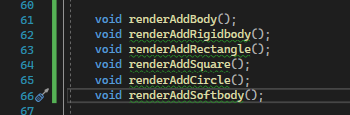 60
61 void renderAddBody();
62 void renderAddRigidbody();
63 void renderAddRectangle();
64 void renderAddSquare();
65 void renderAddCircle();
66 void renderAddSoftbody();
67